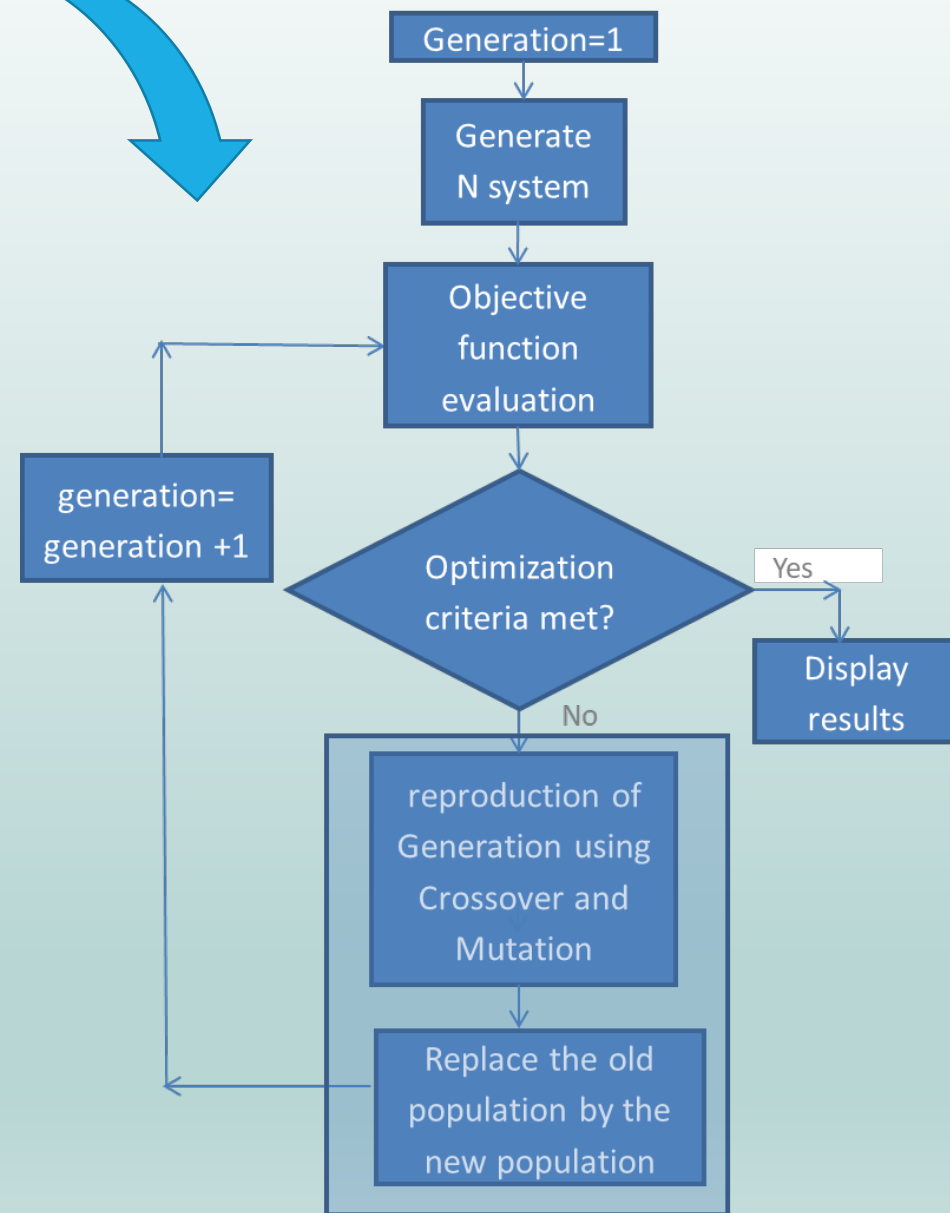 Generation=1
Generate
N system
Objective
function
evaluation
generation=
generation +1
Optimization
criteria met?
Yes
Display
results
No
reproduction of
Generation using
Crossover and
Mutation
Replace the old
population by the
new population